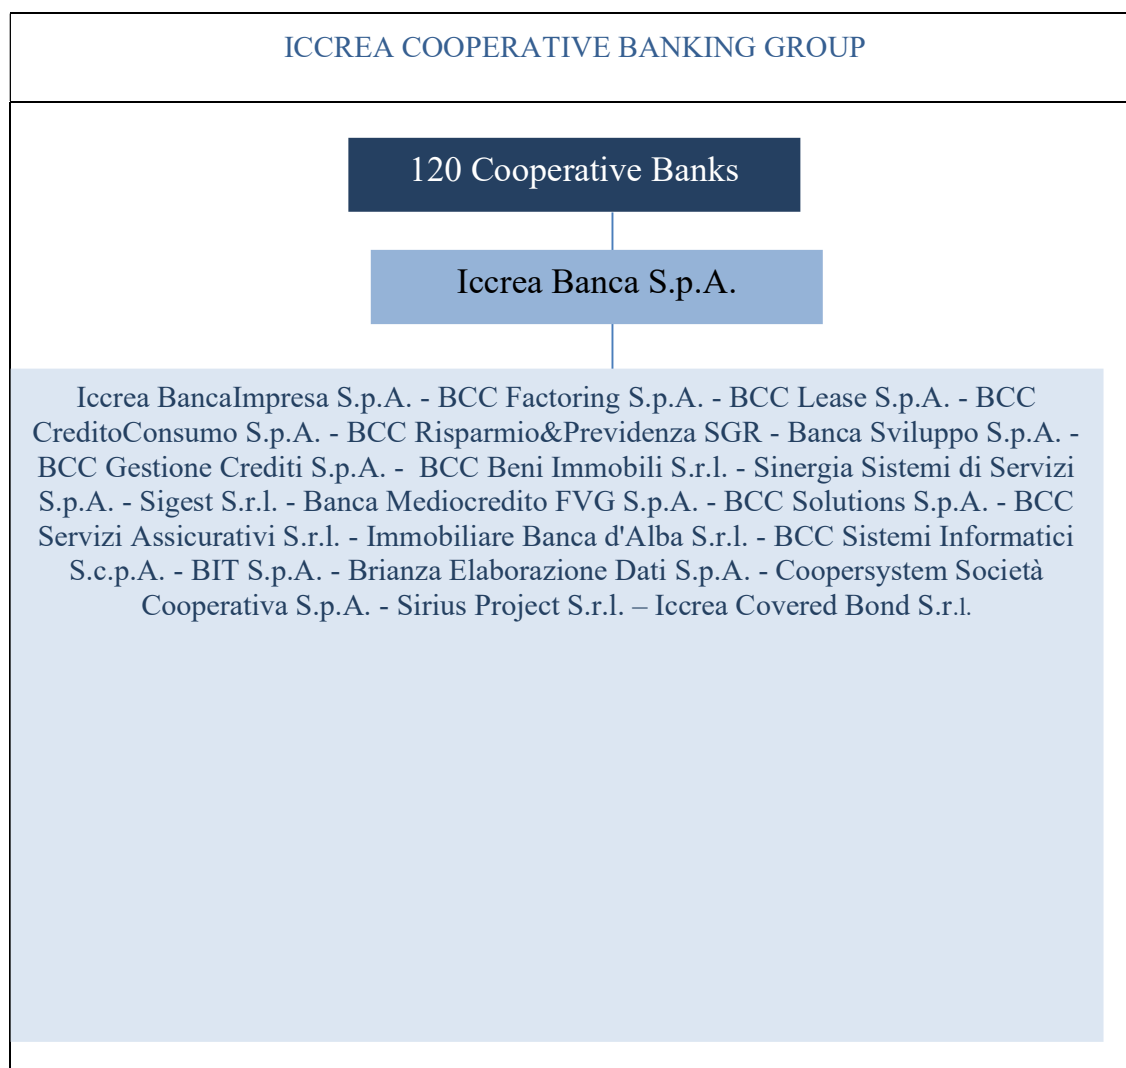 ICCREA COOPERATIVE BANKING GROUP
120 Cooperative Banks
Iccrea Banca S.p.A.
Iccrea BancaImpresa S.p.A. - BCC Factoring S.p.A. - BCC Lease S.p.A. - BCC
CreditoConsumo S.p.A. - BCC Risparmio&Previdenza SGR - Banca Sviluppo S.p.A. -
BCC Gestione Crediti S.p.A. -  BCC Beni Immobili S.r.l. - Sinergia Sistemi di Servizi
S.p.A. - Sigest S.r.l. - Banca Mediocredito FVG S.p.A. - BCC Solutions S.p.A. - BCC
Servizi Assicurativi S.r.l. - Immobiliare Banca d'Alba S.r.l. - BCC Sistemi Informatici
S.c.p.A. - BIT S.p.A. - Brianza Elaborazione Dati S.p.A. - Coopersystem Società
Cooperativa S.p.A. - Sirius Project S.r.l. – Iccrea Covered Bond S.r.l.